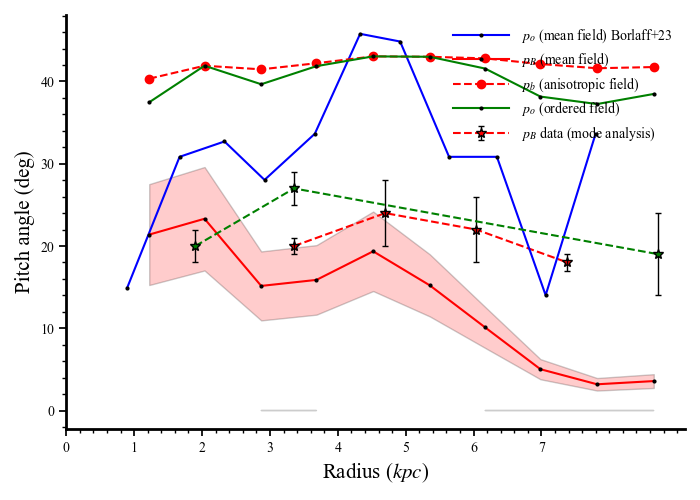 p_o (mean field) Borlaff+23
p_B (mean field)
p_b (anisotropic field)
p_o (ordered field)
p_B data (mode analysis)
Pitch angle (deg)
40
30
20
10
0
0 1 2 3 4 5 6 7
Radius (kpc)